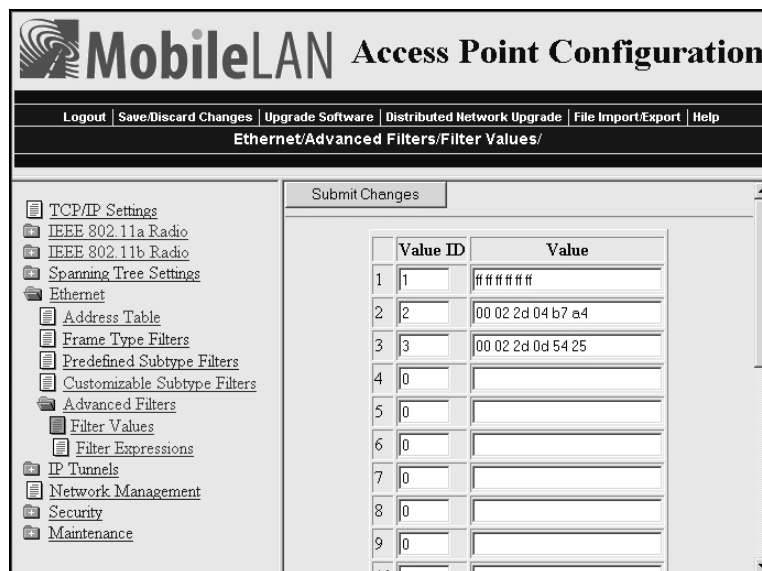 MobileLAN Access Point Configuration
Logout | Save/Discard Changes | Upgrade Software | Distributed Network Upgrade | File Import/Export | Help
Ethernet/Advanced Filters/Filter Values/
TCP/IP Settings
IEEE 802.11a Radio
IEEE 802.11b Radio
Spanning Tree Settings
Ethernet
Address Table
Frame Type Filters
Predefined Subtype Filters
Customizable Subtype Filters
Advanced Filters
Filter Values
Filter Expressions
IP Tunnels
Network Management
Security
Maintenance
Submit Changes
Value ID Value
1 1 ff ff ff ff ff ff
2 2 00 02 2d 04 b7 a4
3 3 00 02 2d 0d 54 25
4 0
5 0
6 0
7 0
8 0
9 0